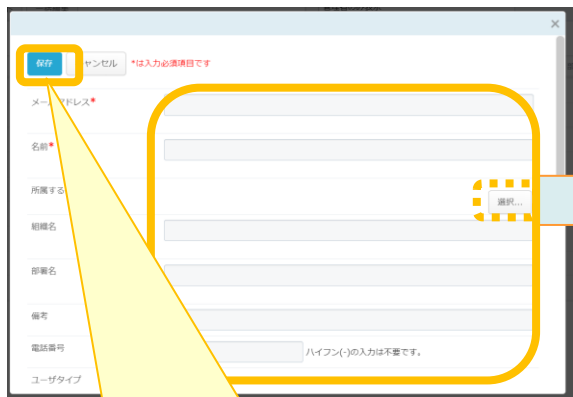 ×
保存
ャンセル *は入力必須項目です
メールアドレス*
名前*
所属する
選択...
組織名
部署名
備考
電話番号
ハイフン(-)の入力は不要です。
ユーザタイプ